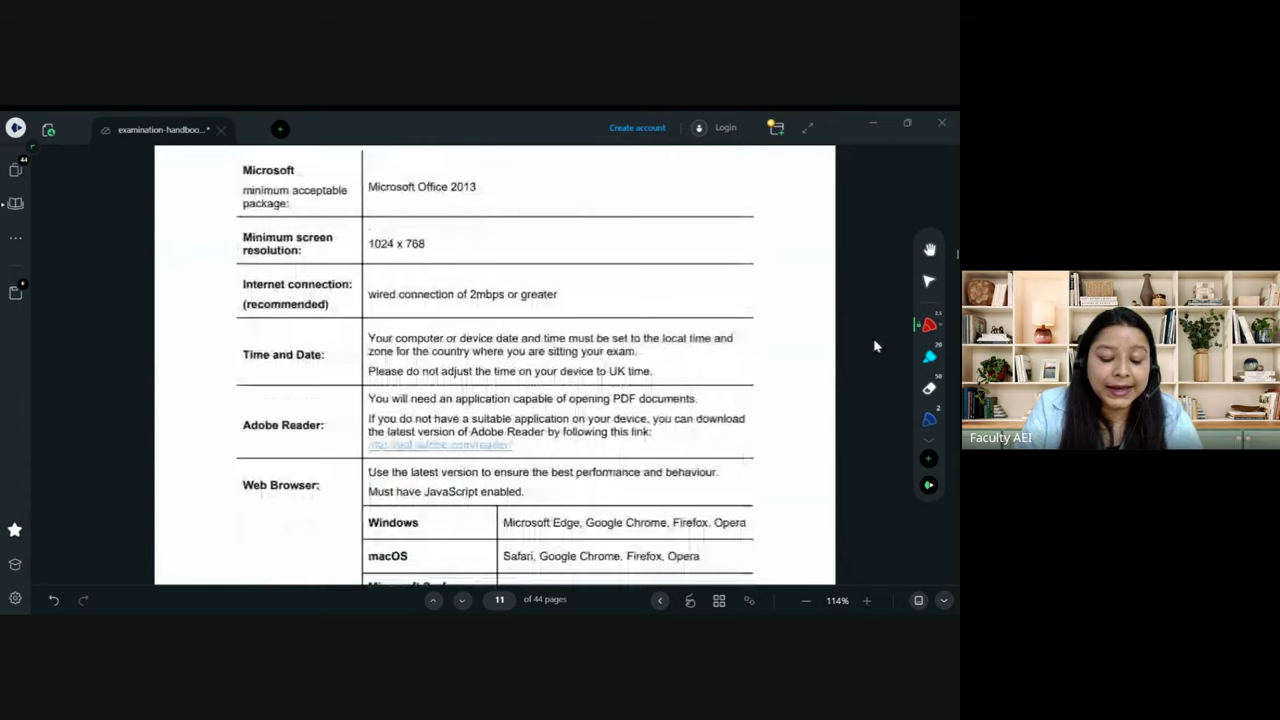 examination-handboo...*
Create account
Login
44
Microsoft
minimum acceptable
package:
Microsoft Office 2013
Minimum screen
resolution:
1024 x 768
Internet connection:
(recommended)
wired connection of 2mbps or greater
Time and Date:
Your computer or device date and time must be set to the local time and
zone for the country where you are sitting your exam.
Please do not adjust the time on your device to UK time.
Adobe Reader:
You will need an application capable of opening PDF documents.
If you do not have a suitable application on your device, you can download
the latest version of Adobe Reader by following this link:
Web Browser:
Use the latest version to ensure the best performance and behaviour.
Must have JavaScript enabled.
Windows
Microsoft Edge, Google Chrome, Firefox, Opera
macOS
Safari, Google Chrome, Firefox, Opera
2.5
20
50
2
Faculty AEI
11 of 44 pages
114%